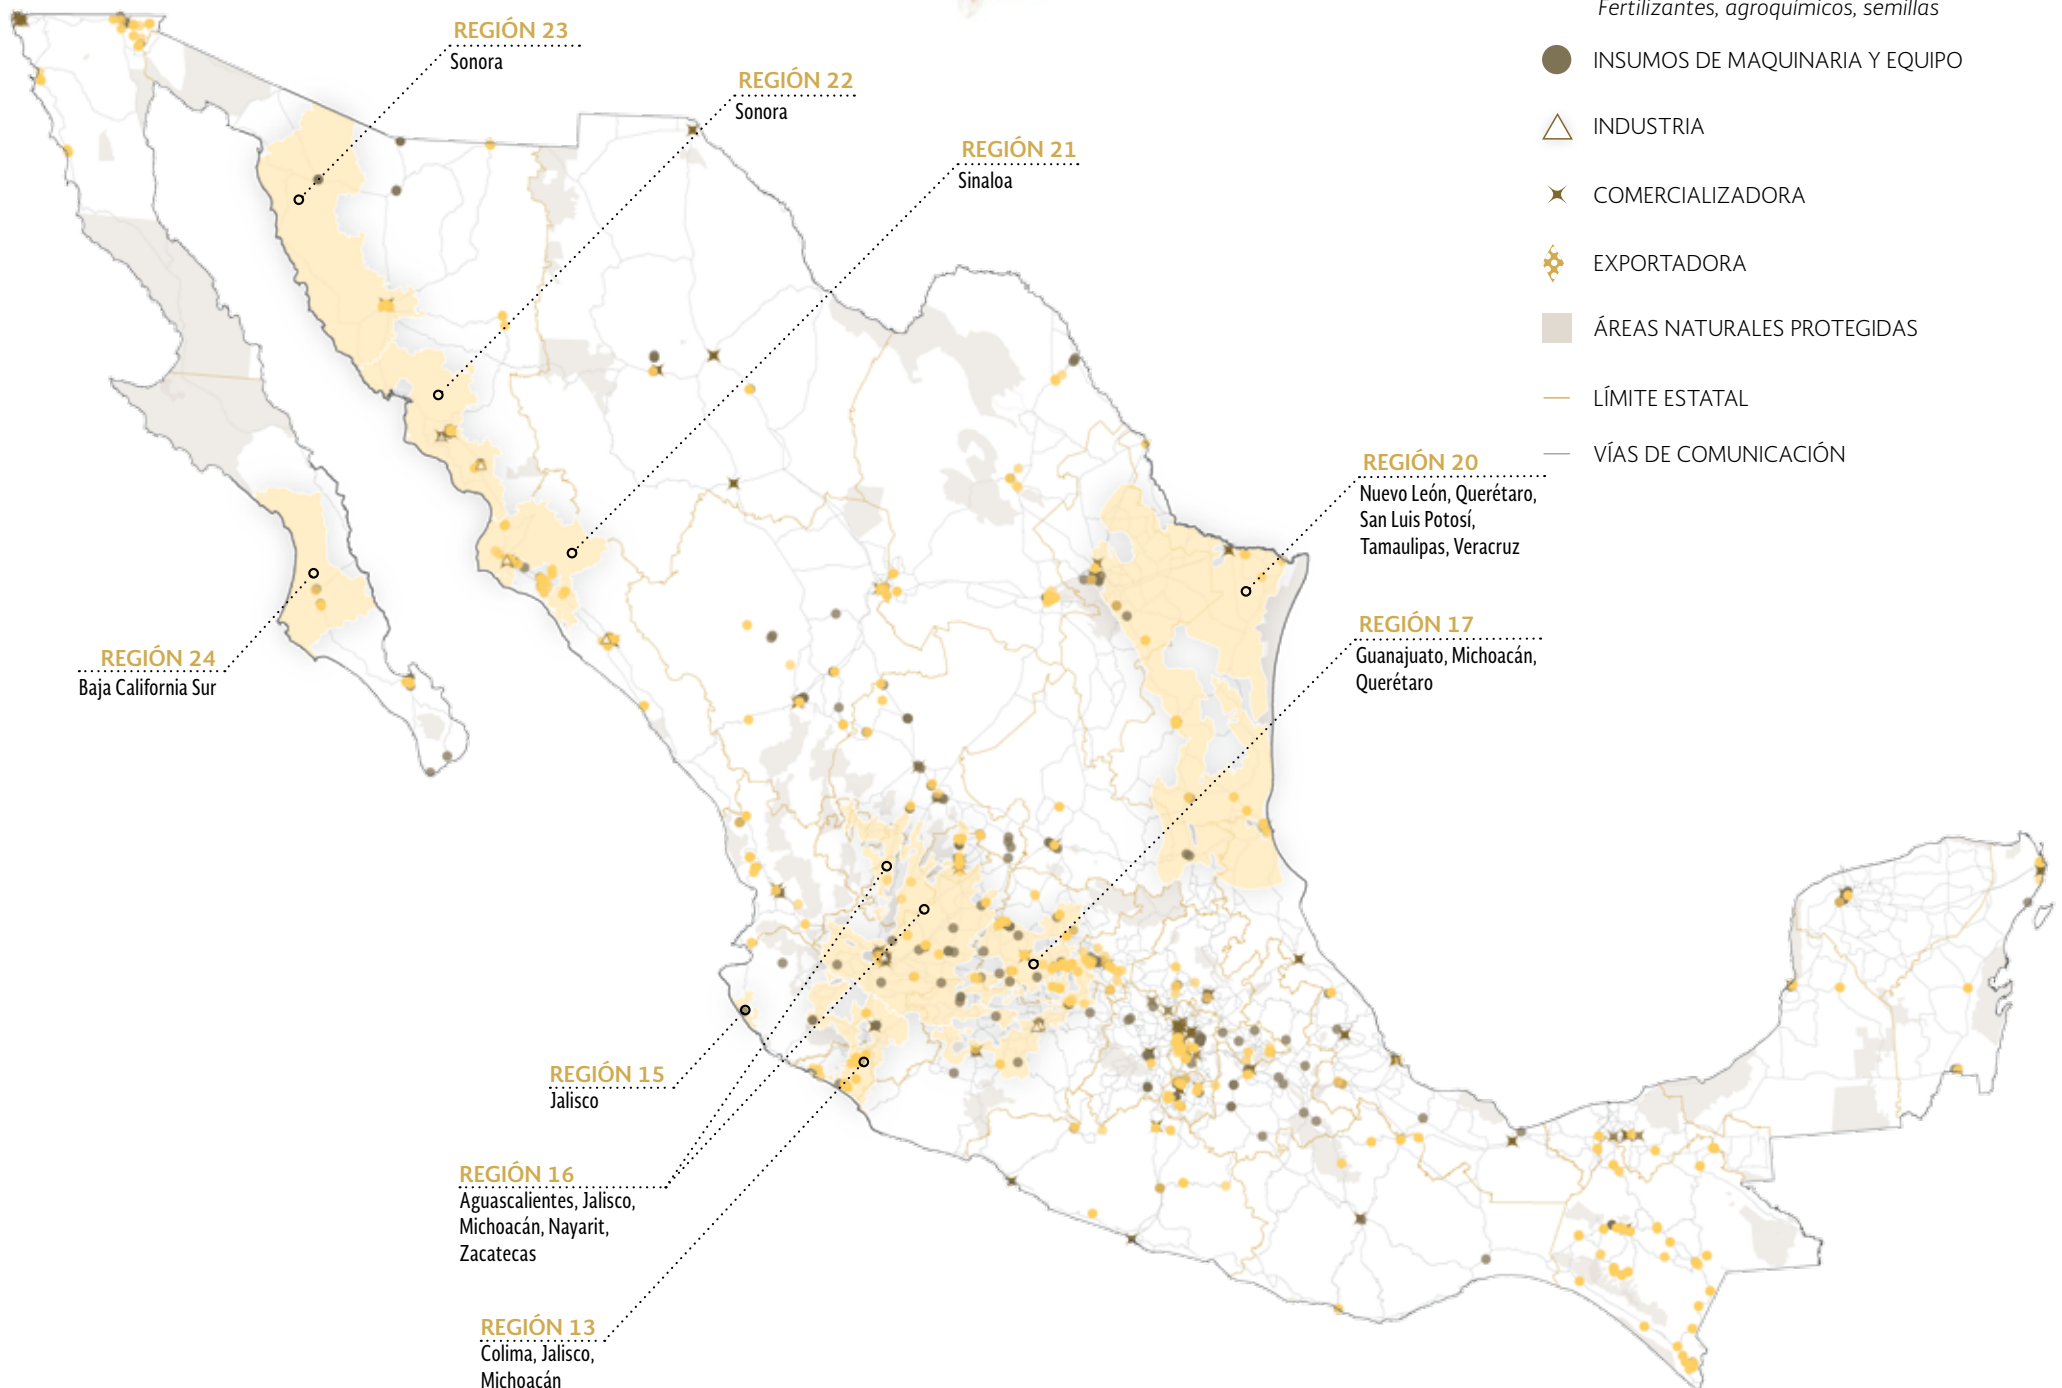 Fertilizantes, agroquímicos, semillas
INSUMOS DE MAQUINARIA Y EQUIPO
INDUSTRIA
COMERCIALIZADORA
EXPORTADORA
ÁREAS NATURALES PROTEGIDAS
LÍMITE ESTATAL
VÍAS DE COMUNICACIÓN
REGIÓN 23
Sonora
REGIÓN 22
Sonora
REGIÓN 21
Sinaloa
REGIÓN 20
Nuevo León, Querétaro,
San Luis Potosí,
Tamaulipas, Veracruz
REGIÓN 17
Guanajuato, Michoacán,
Querétaro
REGIÓN 24
Baja California Sur
REGIÓN 15
Jalisco
REGIÓN 16
Aguascalientes, Jalisco,
Michoacán, Nayarit,
Zacatecas
REGIÓN 13
Colima, Jalisco,
Michoacán